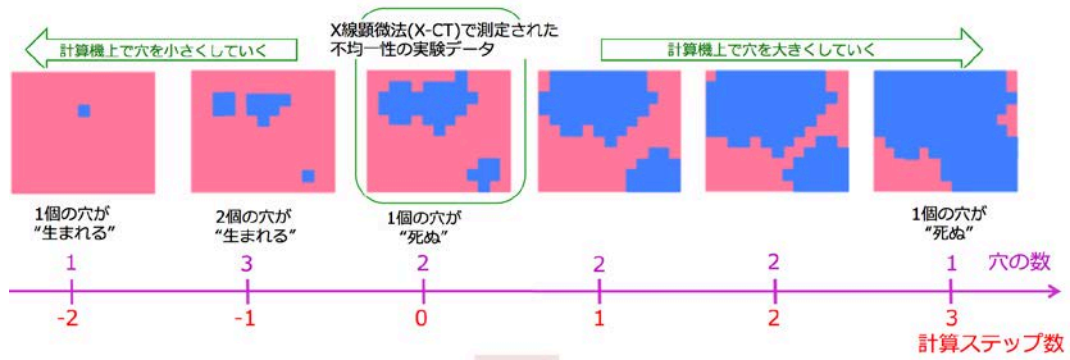 X線顕微法(X-CT)で測定された
不均一性の実験データ
計算機上で穴を小さくしていく
計算機上で穴を大きくしていく
1個の穴が
“生まれる”
2個の穴が
“生まれる”
1個の穴が
“死ぬ”
1個の穴が
“死ぬ”
1 3 2 2 2 1 穴の数
-2 -1 0 1 2 3
計算ステップ数